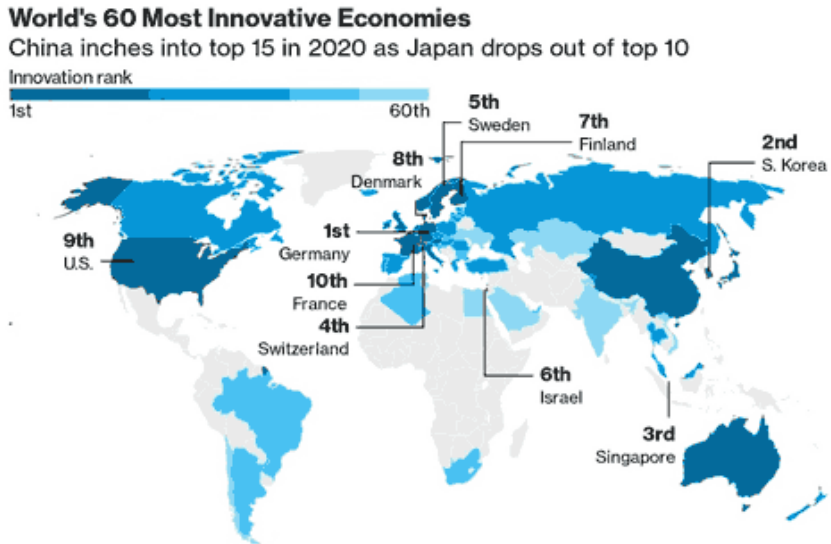 World's 60 Most Innovative Economies
China inches into top 15 in 2020 as Japan drops out of top 10
Innovation rank
1st
60th
5th
Sweden
7th
Finland
2nd
S. Korea
8th
Denmark
9th
U.S.
1st
Germany
10th
France
4th
Switzerland
6th
Israel
3rd
Singapore